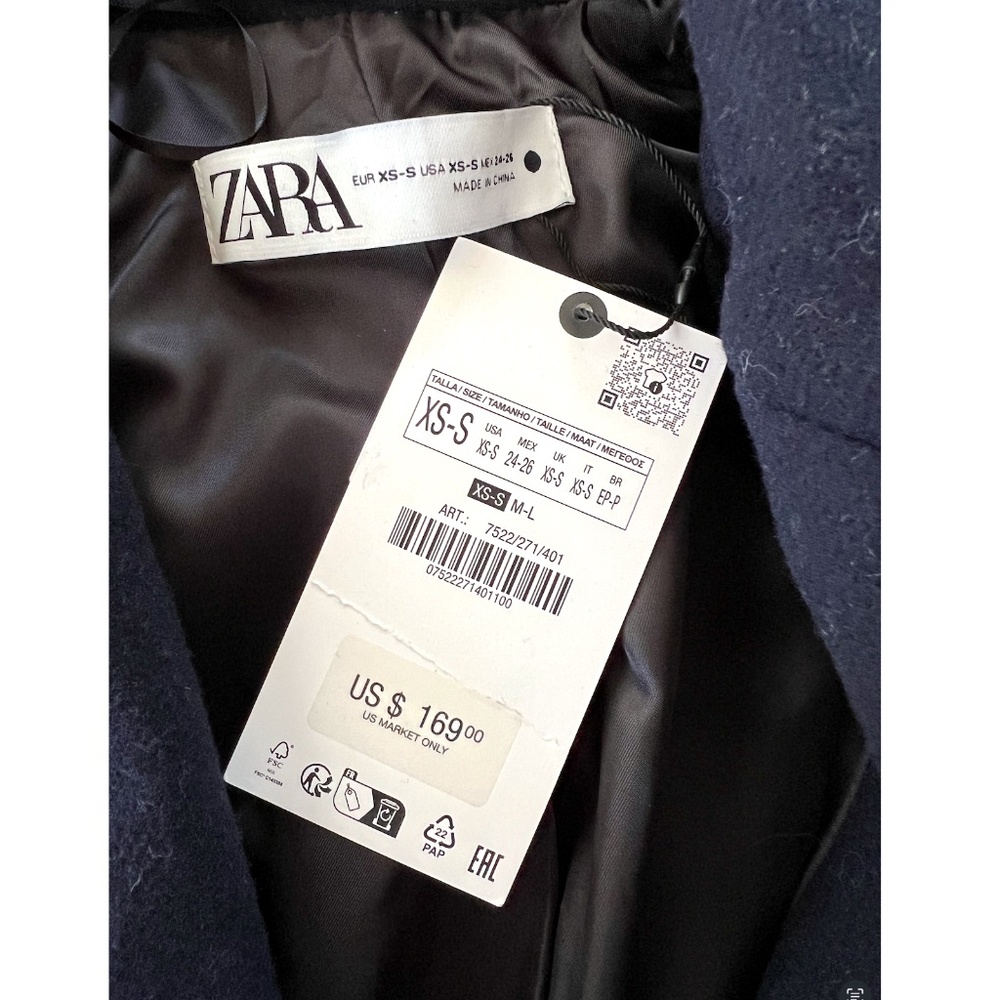 ZARA
EUR XS-S USA XS-S MEX 24-26
MADE IN CHINA
TALLA / SIZE / TAMANHO / TAILLE / MAAT / ΜΕΓΕΘΟΣ
XS-S
USA MEX UK IT BR
XS-S 24-26 XS-S XS-S EP-P
XS-S M-L
ART.: 7522/271/401
07522271401100
US $ 16900
US MARKET ONLY
FSC
FR
22
PAP
EAC